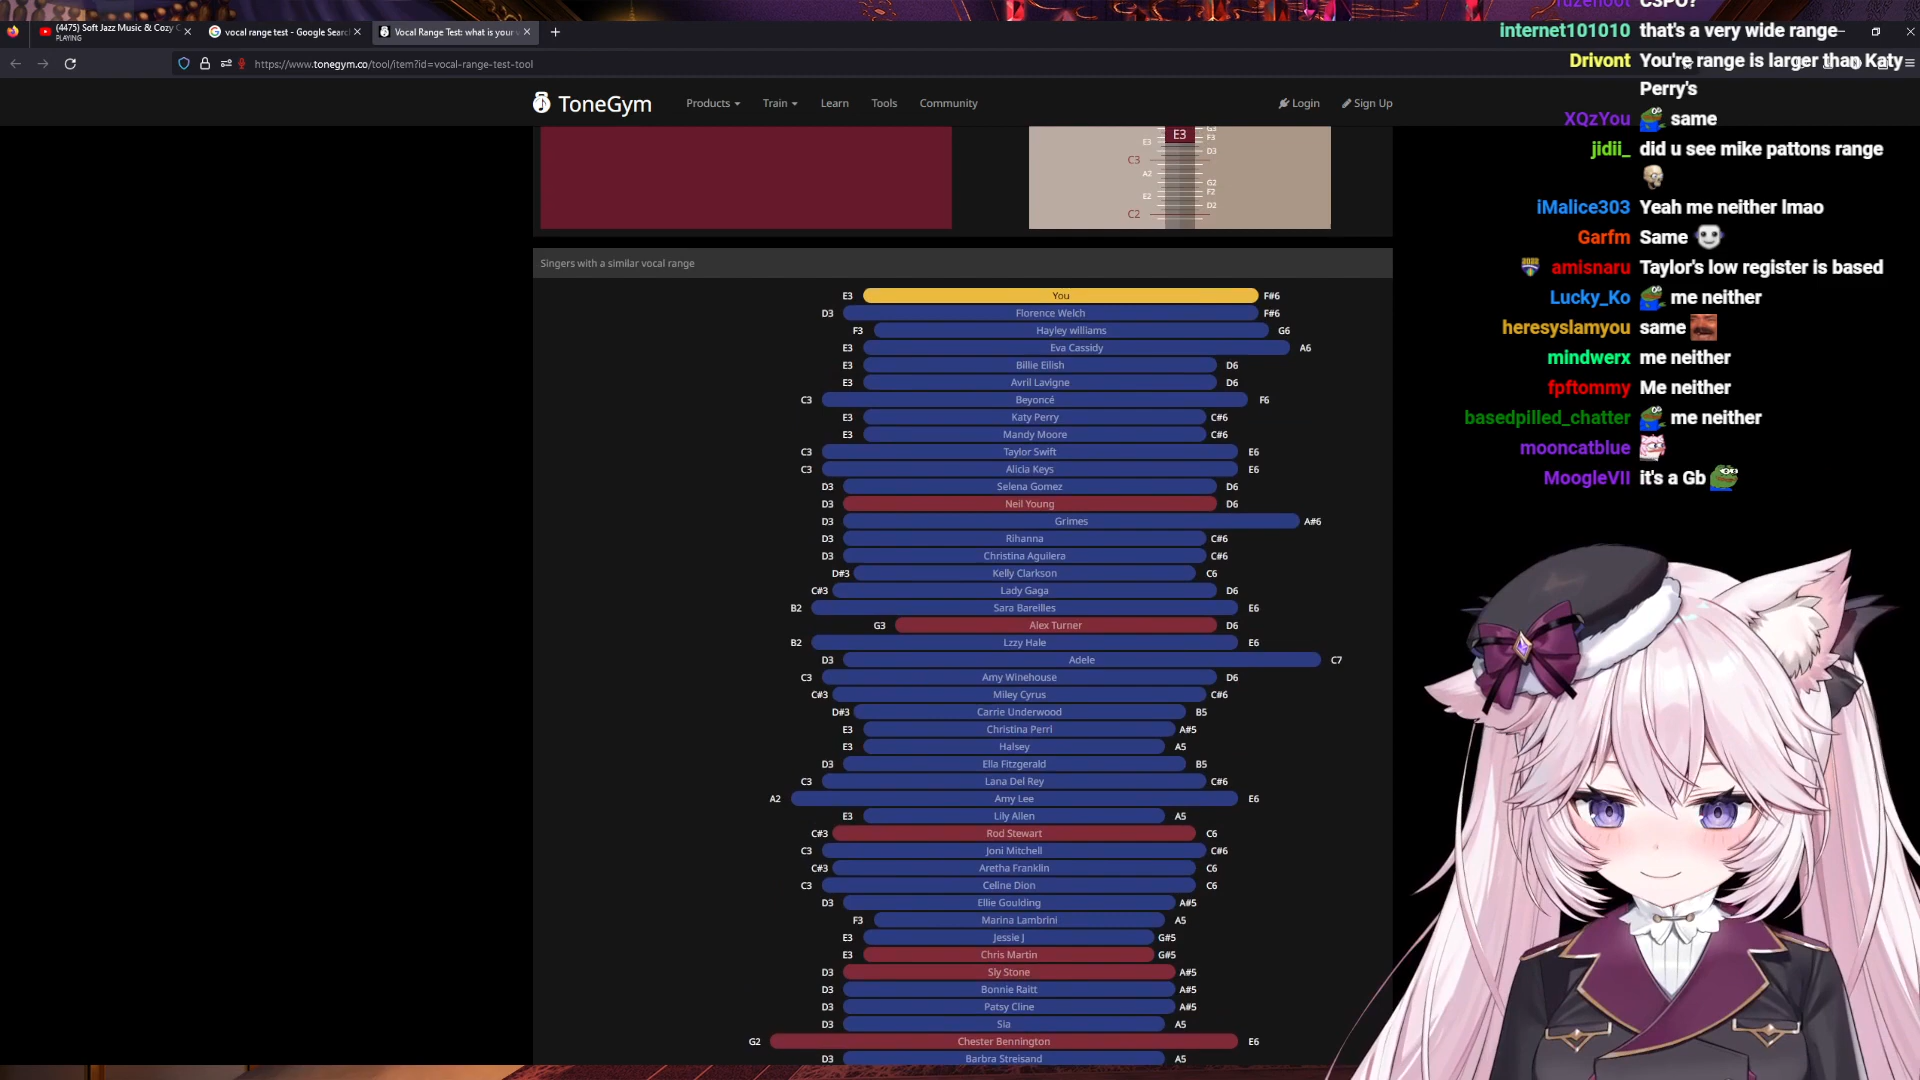 (4475) Soft Jazz Music & Cozy C
PLAYING
vocal range test - Google Search
Vocal Range Test: what is your v
https://www.tonegym.co/tool/item?id=vocal-range-test-tool
ToneGym
Products
Train
Learn
Tools
Community
Login
Sign Up
E3
G3
F3
E3
D3
C3
A2
G2
F2
E2
D2
C2
Singers with a similar vocal range
E3 You F#6
D3 Florence Welch F#6
F3 Hayley williams G6
E3 Eva Cassidy A6
E3 Billie Eilish D6
E3 Avril Lavigne D6
C3 Beyoncé F6
E3 Katy Perry C#6
E3 Mandy Moore C#6
C3 Taylor Swift E6
C3 Alicia Keys E6
D3 Selena Gomez D6
D3 Neil Young D6
D3 Grimes A#6
D3 Rihanna C#6
D3 Christina Aguilera C#6
D#3 Kelly Clarkson C6
C#3 Lady Gaga D6
B2 Sara Bareilles E6
G3 Alex Turner D6
B2 Lzzy Hale E6
D3 Adele C7
C3 Amy Winehouse D6
C#3 Miley Cyrus C#6
D#3 Carrie Underwood B5
E3 Christina Perri A#5
E3 Halsey A5
D3 Ella Fitzgerald B5
C3 Lana Del Rey C#6
A2 Amy Lee E6
E3 Lily Allen A5
C#3 Rod Stewart C6
C3 Joni Mitchell C#6
C#3 Aretha Franklin C6
C3 Celine Dion C6
D3 Ellie Goulding A#5
F3 Marina Lambrini A5
E3 Jessie J G#5
E3 Chris Martin G#5
D3 Sly Stone A#5
D3 Bonnie Raitt A#5
D3 Patsy Cline A#5
D3 Sia A5
G2 Chester Bennington E6
D3 Barbra Streisand A5
CSPO?
internet101010 that's a very wide range
Drivont You're range is larger than Katy
Perry's
XQzYou same
jidii_ did u see mike pattons range
iMalice303 Yeah me neither lmao
Garfm Same
amisnaru Taylor's low register is based
Lucky_Ko me neither
heresyslamyou same
mindwerx me neither
fpftommy Me neither
basedpilled_chatter me neither
mooncatblue
MoogleVII it's a Gb